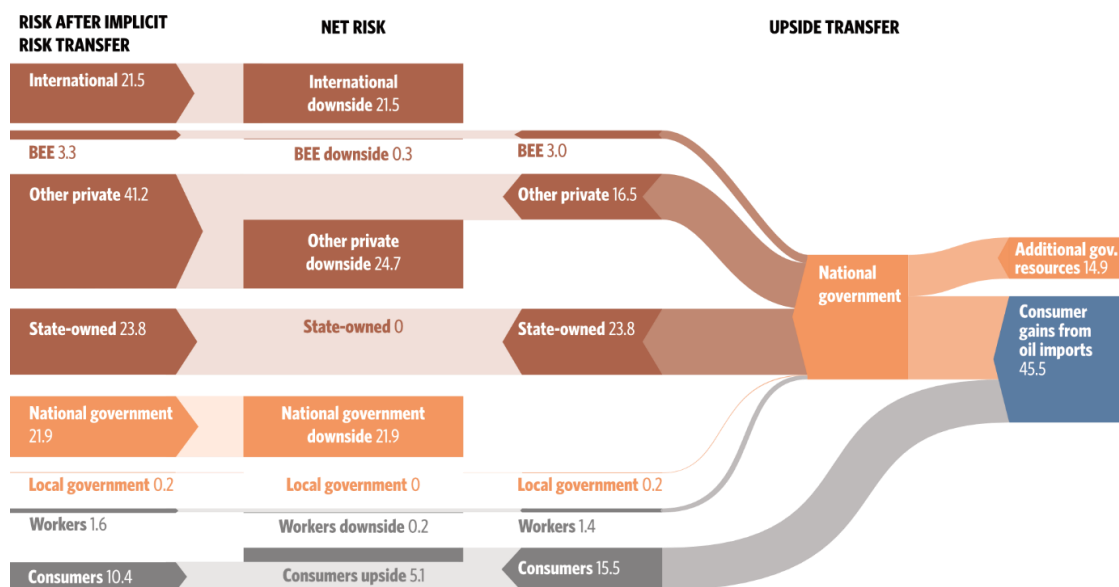 RISK AFTER IMPLICIT
RISK TRANSFER
NET RISK
UPSIDE TRANSFER
International 21.5
International
downside 21.5
BEE 3.3
BEE downside 0.3
BEE 3.0
Other private 41.2
Other private 16.5
Other private
downside 24.7
National
government
Additional gov.
resources 14.9
State-owned 23.8
State-owned 0
State-owned 23.8
Consumer
gains from
oil imports
45.5
National government
21.9
National government
downside 21.9
Local government 0.2
Local government 0
Local government 0.2
Workers 1.6
Workers downside 0.2
Workers 1.4
Consumers 10.4
Consumers upside 5.1
Consumers 15.5